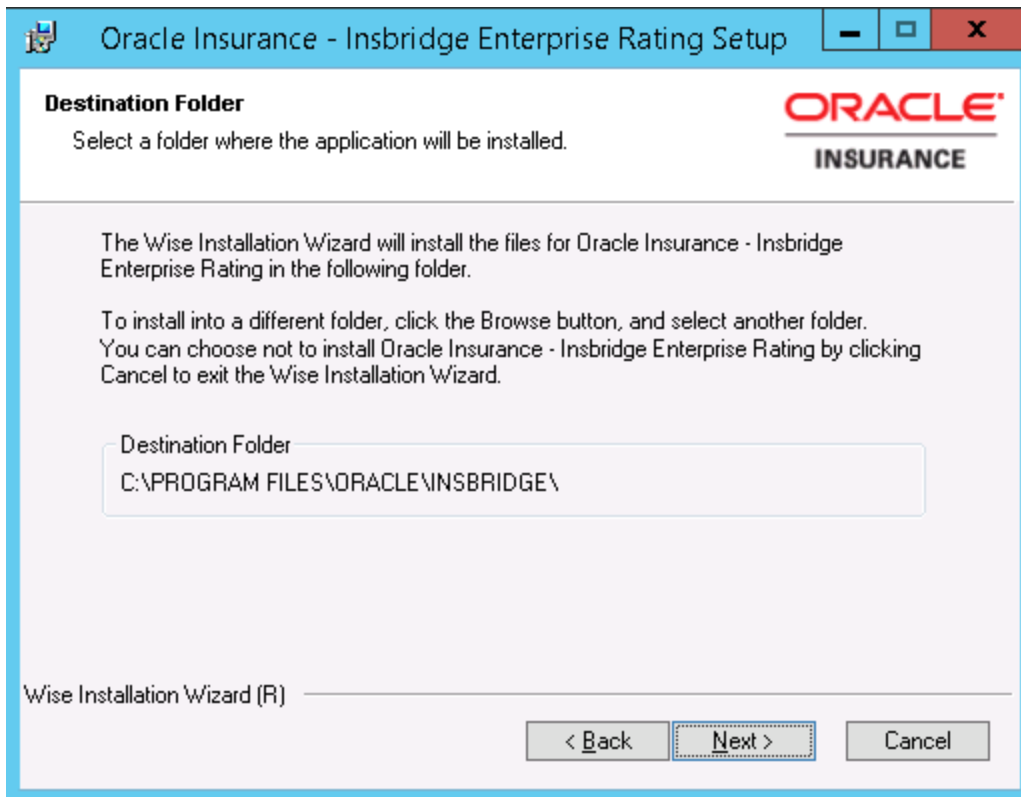 Oracle Insurance - Insbridge Enterprise Rating Setup
Destination Folder
Select a folder where the application will be installed.
ORACLE
INSURANCE
The Wise Installation Wizard will install the files for Oracle Insurance - Insbridge
Enterprise Rating in the following folder.
To install into a different folder, click the Browse button, and select another folder.
You can choose not to install Oracle Insurance - Insbridge Enterprise Rating by clicking
Cancel to exit the Wise Installation Wizard.
Destination Folder
C:\PROGRAM FILES\ORACLE\INSBRIDGE\
Wise Installation Wizard (R)
< Back Next > Cancel